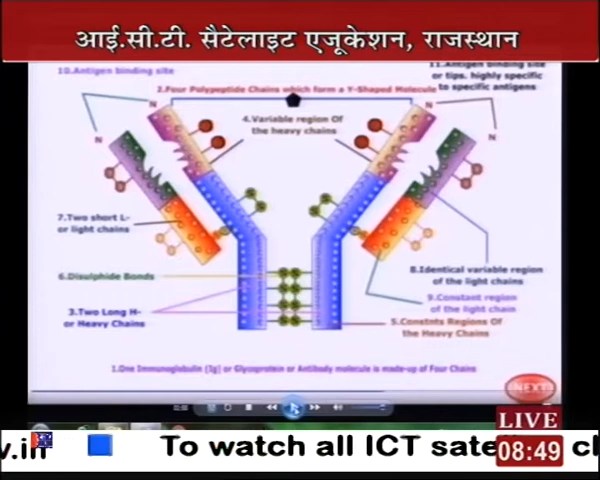 आई.सी.टी. सैटेलाइट एजूकेशन, राजस्थान
10.Antigen binding site
11.Antigen binding site
or tips. highly specific
to specific antigens
2.Four Polypeptide Chains which form a Y-Shaped Molecule
N
N
4.Variable region Of
the heavy chains
N
N
7.Two short L-
or light chains
6.Disulphide Bonds
3.Two Long H-
or Heavy Chains
8.Identical variable region
of the light chains
9.Constant region
of the light chain
5.Constnts Regions Of
the Heavy Chains
1.One Immunoglobulin [Ig] or Glycoprotein or Antibody molecule is made-up of Four Chains
NEXT
LIVE
08:49
v.in To watch all ICT sate